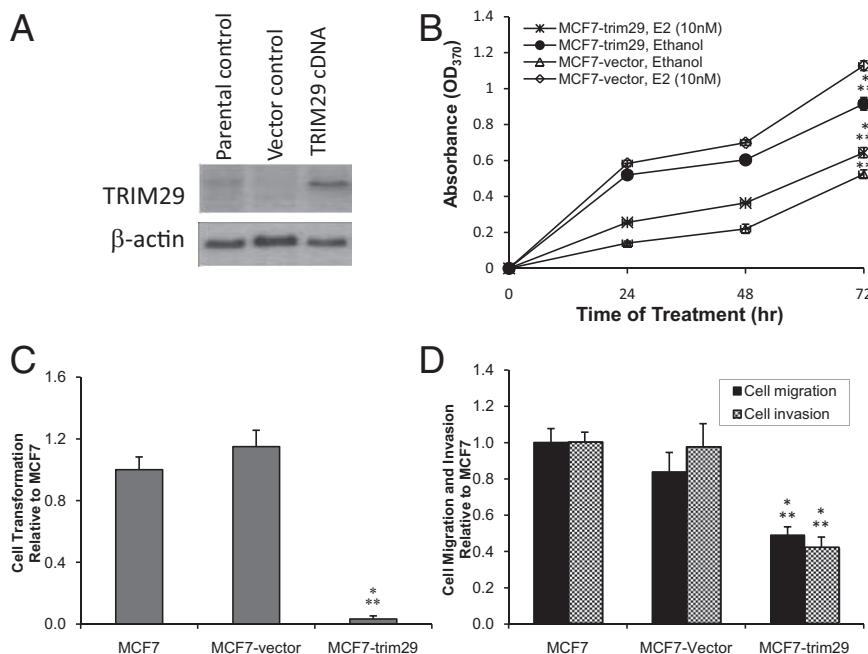 A
Parental control
Vector control
TRIM29 cDNA
TRIM29
β-actin
B
MCF7-trim29, E2 (10nM)
MCF7-trim29, Ethanol
MCF7-vector, Ethanol
MCF7-vector, E2 (10nM)
Absorbance (OD370)
1.4
1.2
1
0.8
0.6
0.4
0.2
0
*
**
*
**
**
0
24
48
72
Time of Treatment (hr)
C
Cell Transformation
Relative to MCF7
1.6
1.2
0.8
0.4
0.0
*
**
MCF7
MCF7-vector
MCF7-trim29
D
Cell Migration and Invasion
Relative to MCF7
1.4
1.2
1.0
0.8
0.6
0.4
0.2
0.0
Cell migration
Cell invasion
*
**
*
**
MCF7
MCF7-Vector
MCF7-trim29